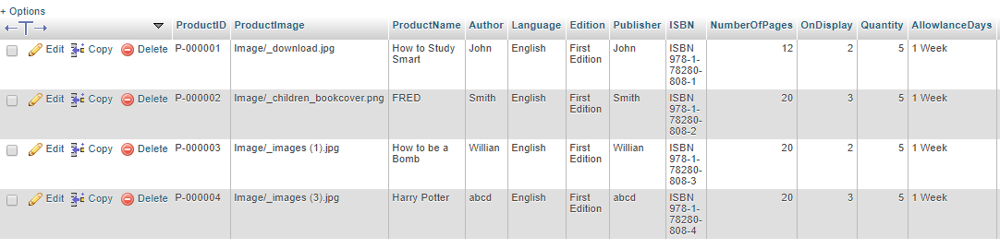 + Options
ProductID ProductImage ProductName Author Language Edition Publisher ISBN NumberOfPages OnDisplay Quantity AllowlanceDays
Edit Copy Delete P-000001 Image/_download.jpg How to Study John English First John ISBN 12 2 5 1 Week
Smart Edition 978-1-
78280-
808-1
Edit Copy Delete P-000002 Image/_children_bookcover.png FRED Smith English First Smith ISBN 20 3 5 1 Week
Edition 978-1-
78280-
808-2
Edit Copy Delete P-000003 Image/_images (1).jpg How to be a Willian English First Willian ISBN 20 2 5 1 Week
Bomb Edition 978-1-
78280-
808-3
Edit Copy Delete P-000004 Image/_images (3).jpg Harry Potter abcd English First abcd ISBN 20 3 5 1 Week
Edition 978-1-
78280-
808-4